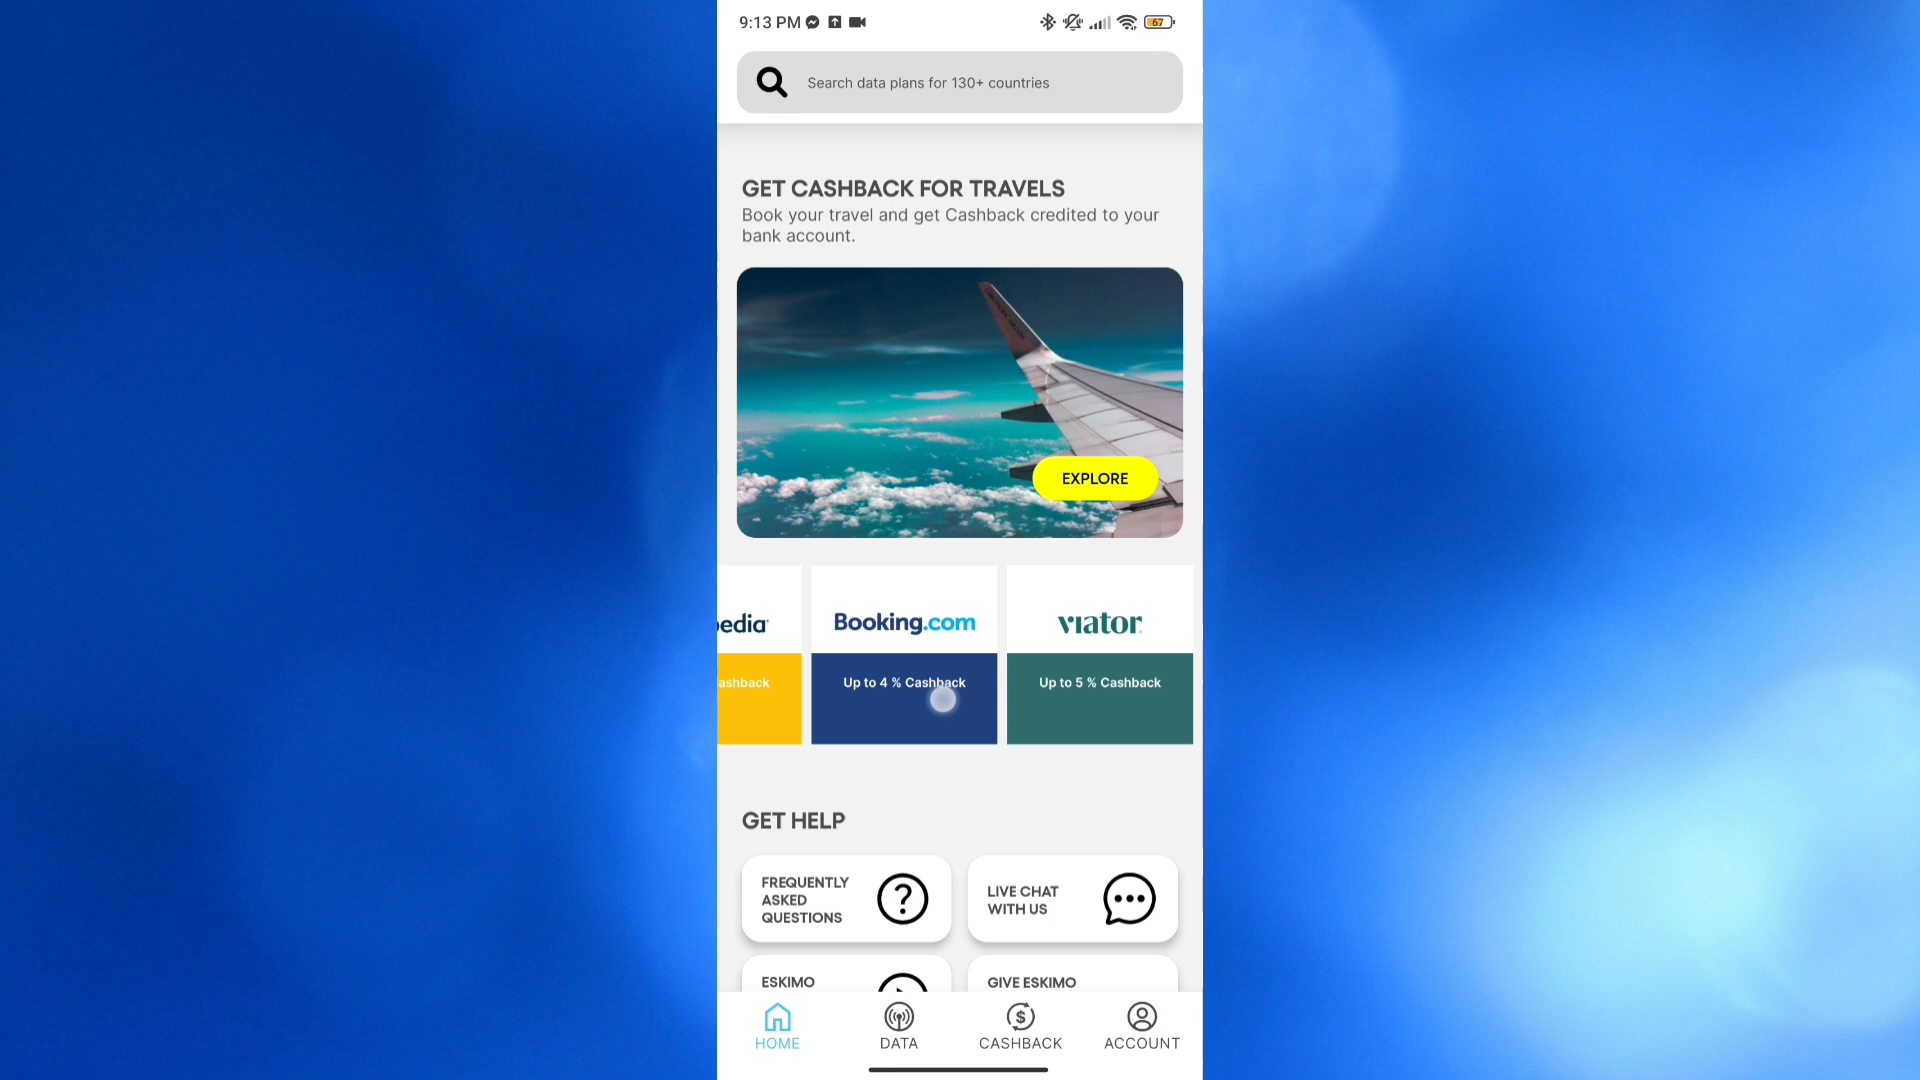 9:13 PM
67
Search data plans for 130+ countries
GET CASHBACK FOR TRAVELS
Book your travel and get Cashback credited to your
bank account.
EXPLORE
pedia
Booking.com
viator
ashback
Up to 4 % Cashback
Up to 5 % Cashback
GET HELP
FREQUENTLY
ASKED
QUESTIONS
LIVE CHAT
WITH US
ESKIMO
GIVE ESKIMO
HOME
DATA
CASHBACK
ACCOUNT